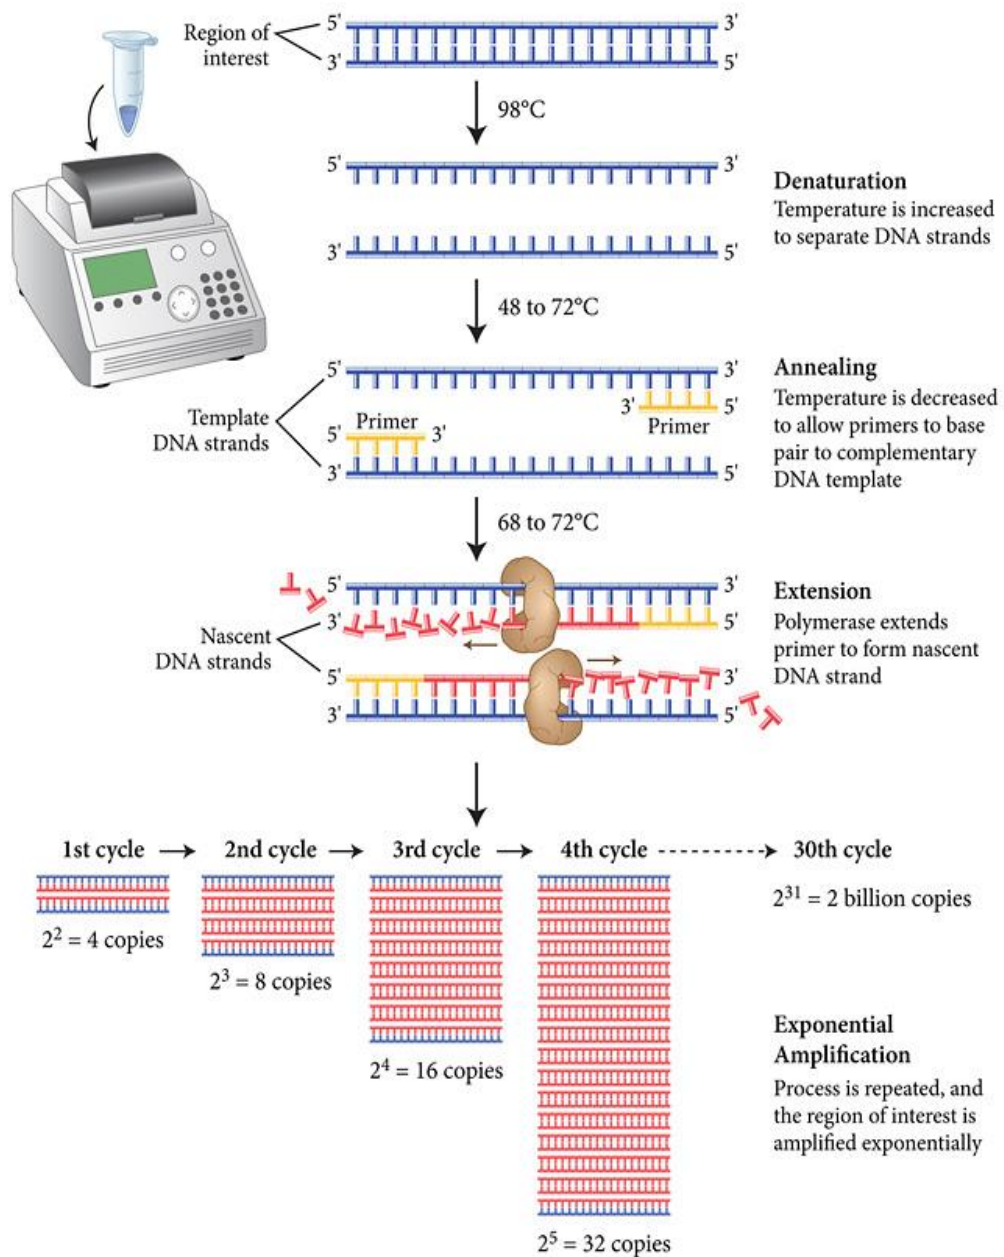 5' 3'
Region of
interest
3' 5'
98°C
5' 3'
Denaturation
Temperature is increased
to separate DNA strands
3' 5'
48 to 72°C
5' 3'
Annealing
Temperature is decreased
to allow primers to base
pair to complementary
DNA template
3' 5'
Primer
Template
DNA strands
Primer
5' 3'
3' 5'
68 to 72°C
5' 3'
Extension
Polymerase extends
primer to form nascent
DNA strand
3' 5'
Nascent
DNA strands
5' 3'
3' 5'
1st cycle
2nd cycle
3rd cycle
4th cycle
30th cycle
2² = 4 copies
2³ = 8 copies
2⁴ = 16 copies
2⁵ = 32 copies
2³¹ = 2 billion copies
Exponential
Amplification
Process is repeated, and
the region of interest is
amplified exponentially